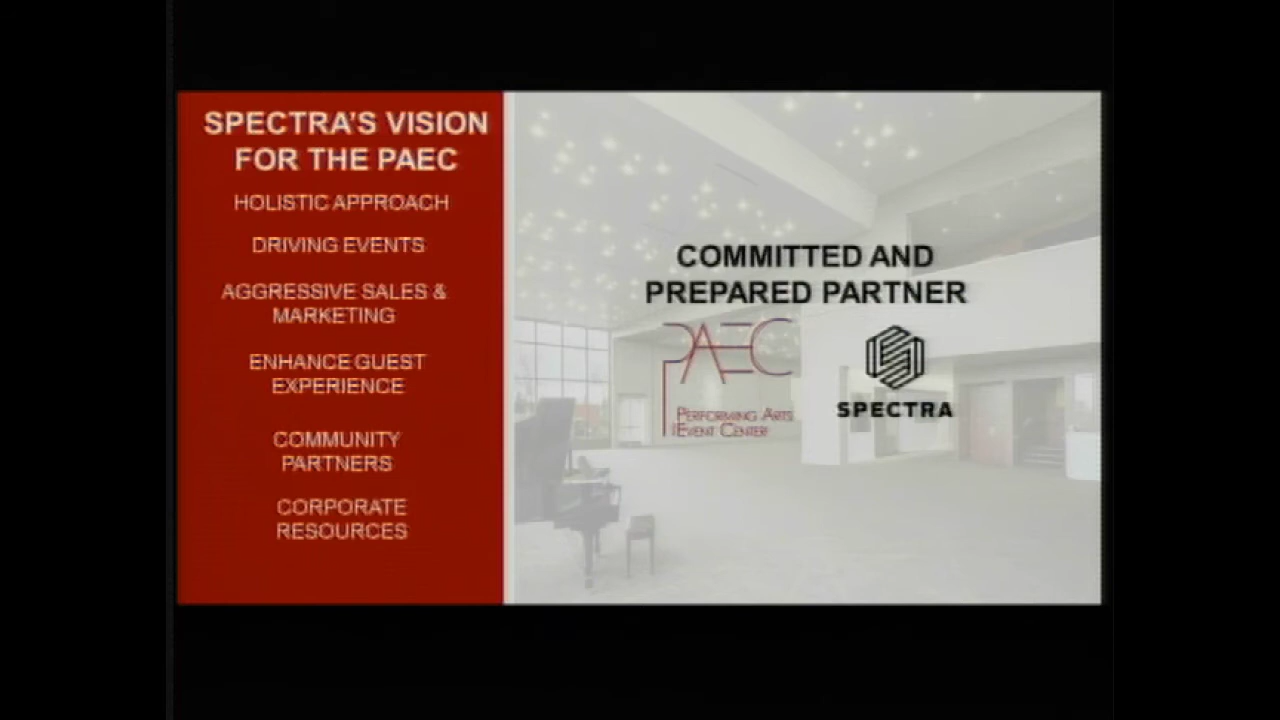 SPECTRA'S VISION
FOR THE PAEC
HOLISTIC APPROACH
DRIVING EVENTS
AGGRESSIVE SALES &
MARKETING
ENHANCE GUEST
EXPERIENCE
COMMUNITY
PARTNERS
CORPORATE
RESOURCES
COMMITTED AND
PREPARED PARTNER
PAEC
PERFORMING ARTS
EVENT CENTER
SPECTRA